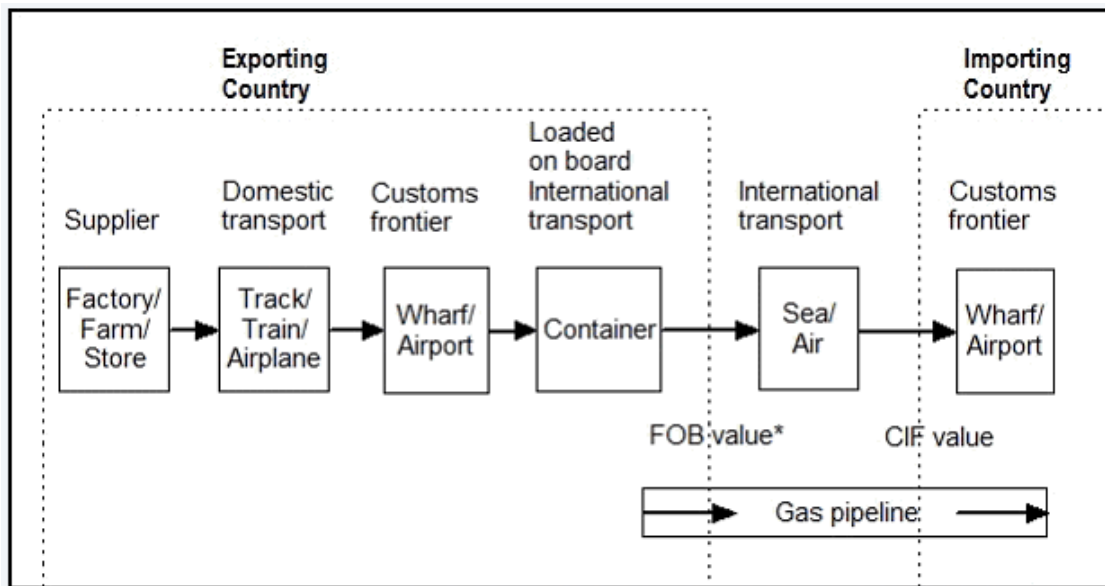 Exporting
Country
Importing
Country
Supplier
Domestic
transport
Customs
frontier
Loaded
on board
International
transport
International
transport
Customs
frontier
Factory/
Farm/
Store
Track/
Train/
Airplane
Wharf/
Airport
Container
Sea/
Air
Wharf/
Airport
FOB value*
CIF value
Gas pipeline